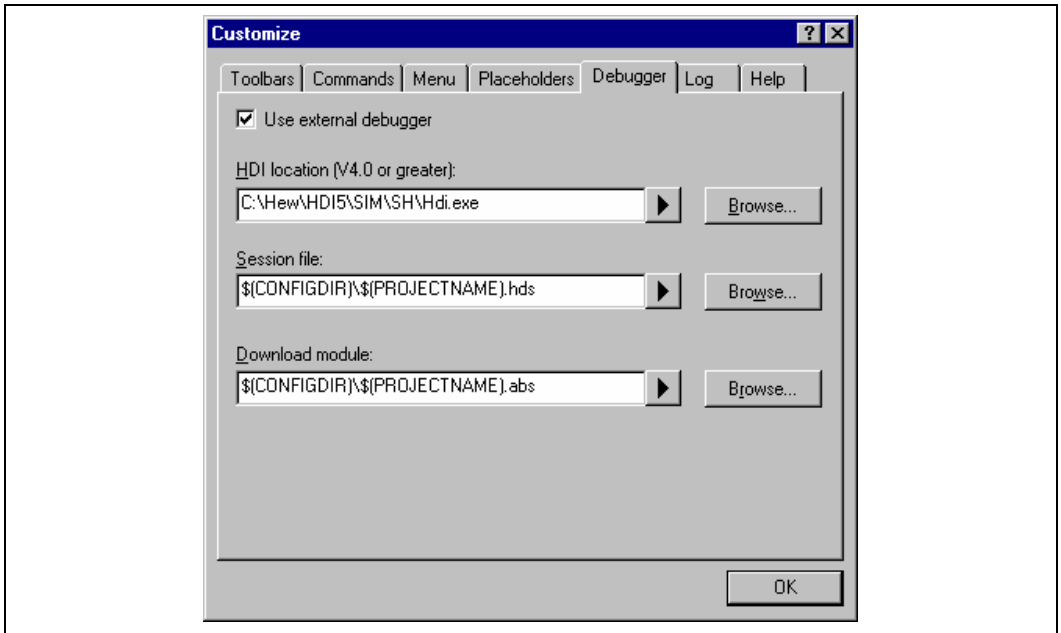 Customize
Toolbars Commands Menu Placeholders Debugger Log Help
Use external debugger
HDI location (V4.0 or greater):
C:\Hew\HDI5\SIM\SH\Hdi.exe Browse...
Session file:
$(CONFIGDIR)\$(PROJECTNAME).hds Browse...
Download module:
$(CONFIGDIR)\$(PROJECTNAME).abs Browse...
OK